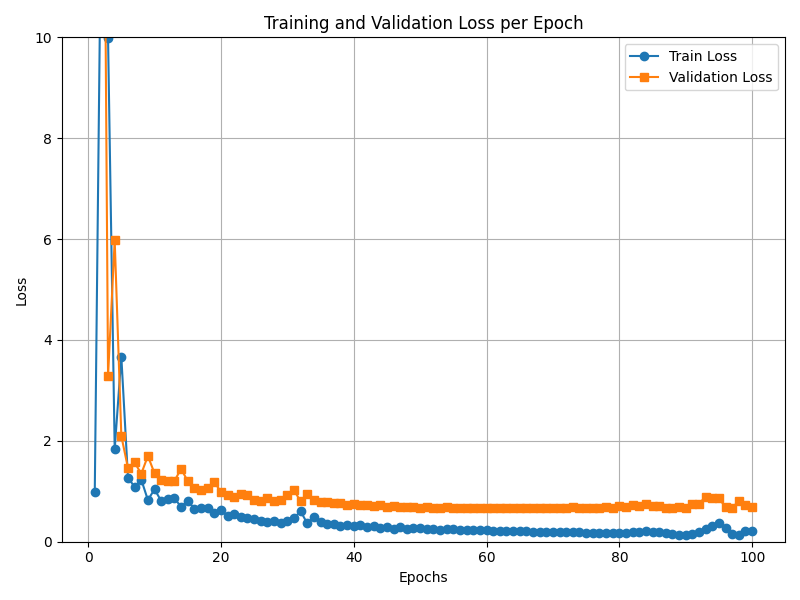 Training and Validation Loss per Epoch
Train Loss
Validation Loss
Loss
10
8
6
4
2
0
0 20 40 60 80 100
Epochs